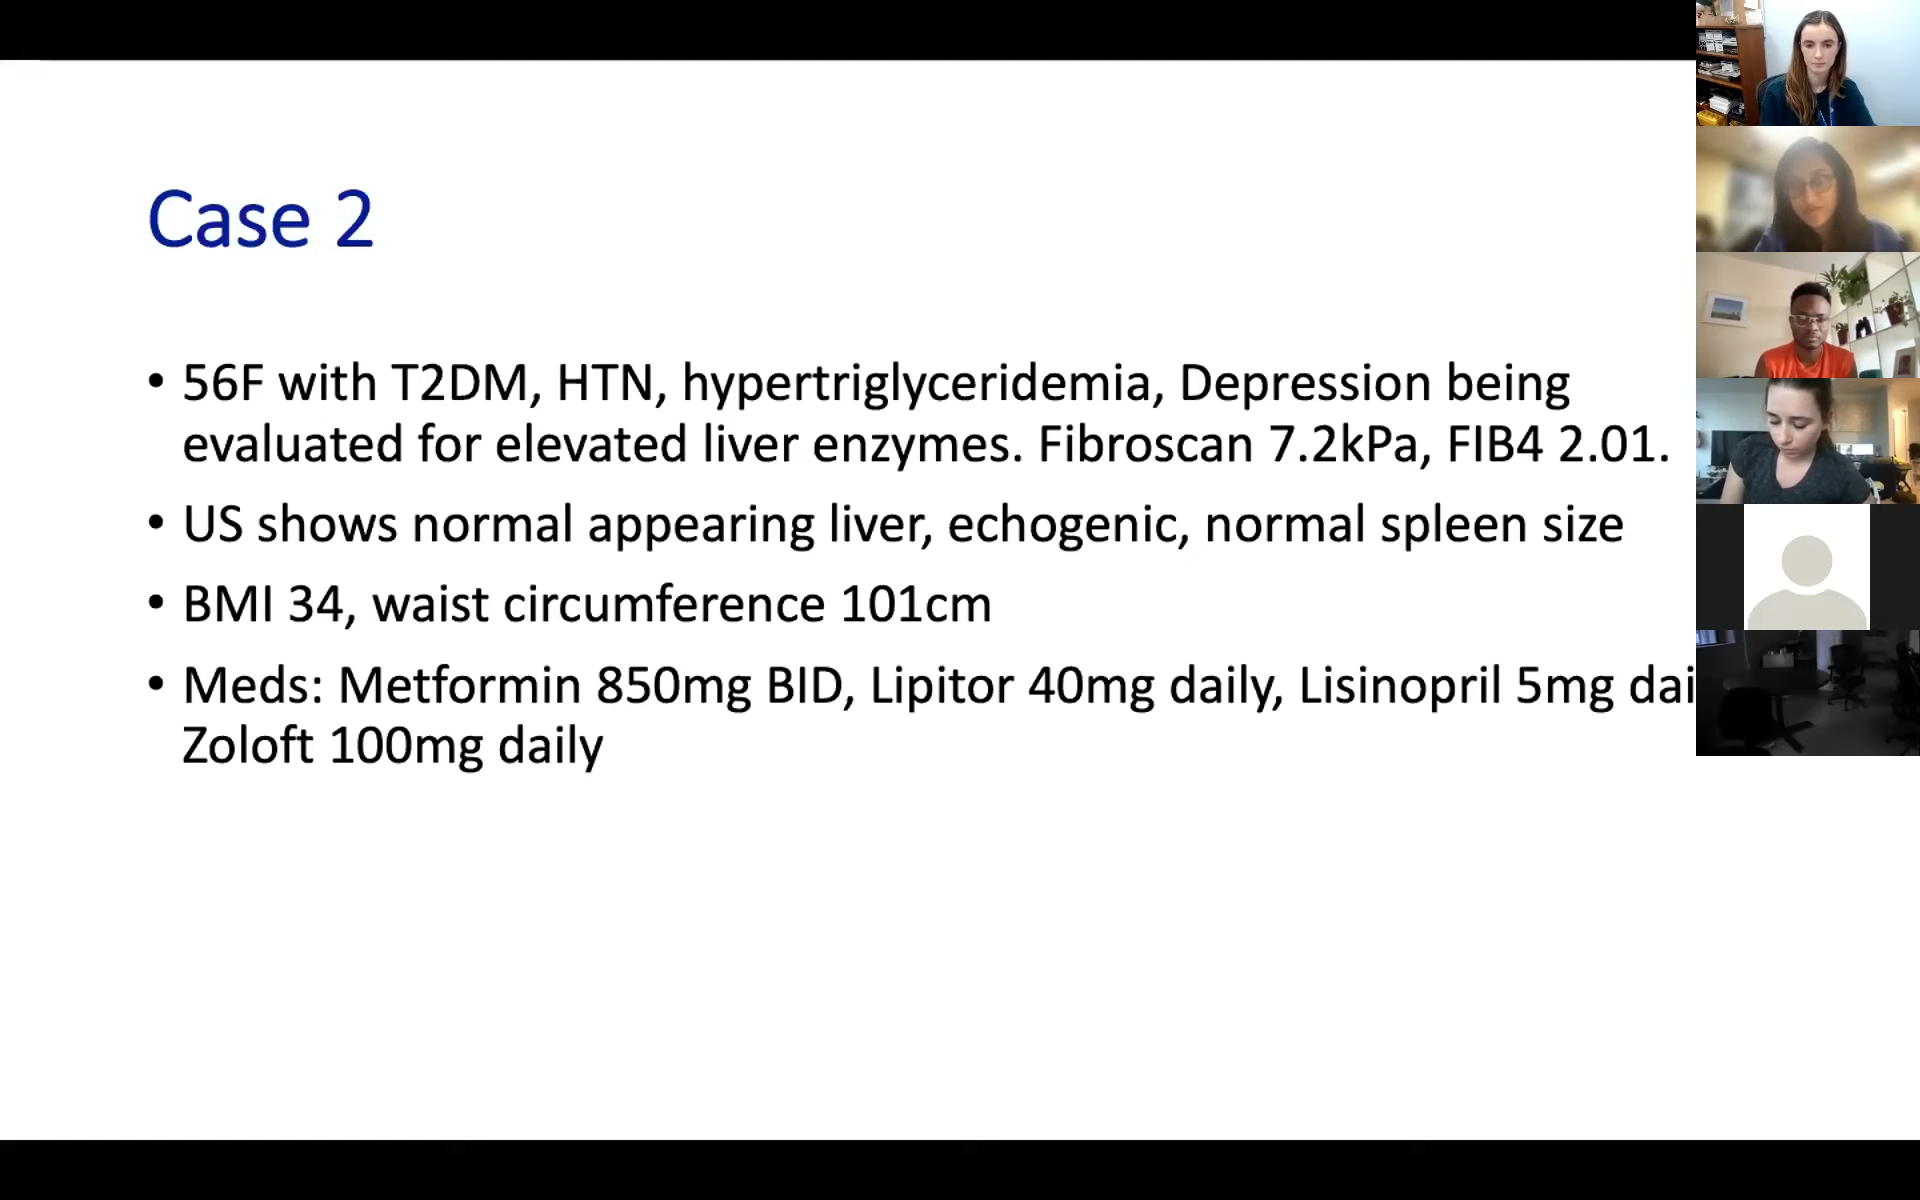 Case 2
• 56F with T2DM, HTN, hypertriglyceridemia, Depression being
evaluated for elevated liver enzymes. Fibroscan 7.2kPa, FIB4 2.01.
• US shows normal appearing liver, echogenic, normal spleen size
• BMI 34, waist circumference 101cm
• Meds: Metformin 850mg BID, Lipitor 40mg daily, Lisinopril 5mg dai
Zoloft 100mg daily